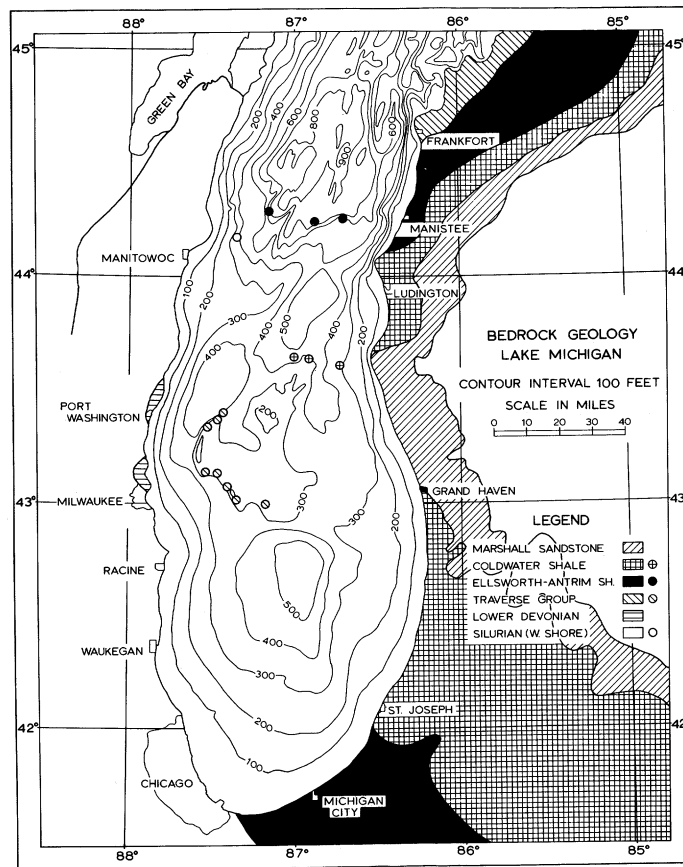 88°
87°
86°
85°
45°
45°
GREEN BAY
200
400
600
800
600
900
FRANKFORT
MANISTEE
MANITOWOC
44°
44°
100
200
300
400
500
400
200
LUDINGTON
BEDROCK GEOLOGY
LAKE MICHIGAN
CONTOUR INTERVAL 100 FEET
SCALE IN MILES
0 10 20 30 40
400
200
PORT
WASHINGTON
MILWAUKEE
43°
43°
GRAND HAVEN
300
300
200
LEGEND
MARSHALL SANDSTONE
COLDWATER SHALE
ELLSWORTH-ANTRIM SH.
TRAVERSE GROUP
LOWER DEVONIAN
SILURIAN (W. SHORE)
RACINE
500
400
300
200
100
WAUKEGAN
ST. JOSEPH
42°
42°
CHICAGO
MICHIGAN
CITY
88°
87°
86°
85°